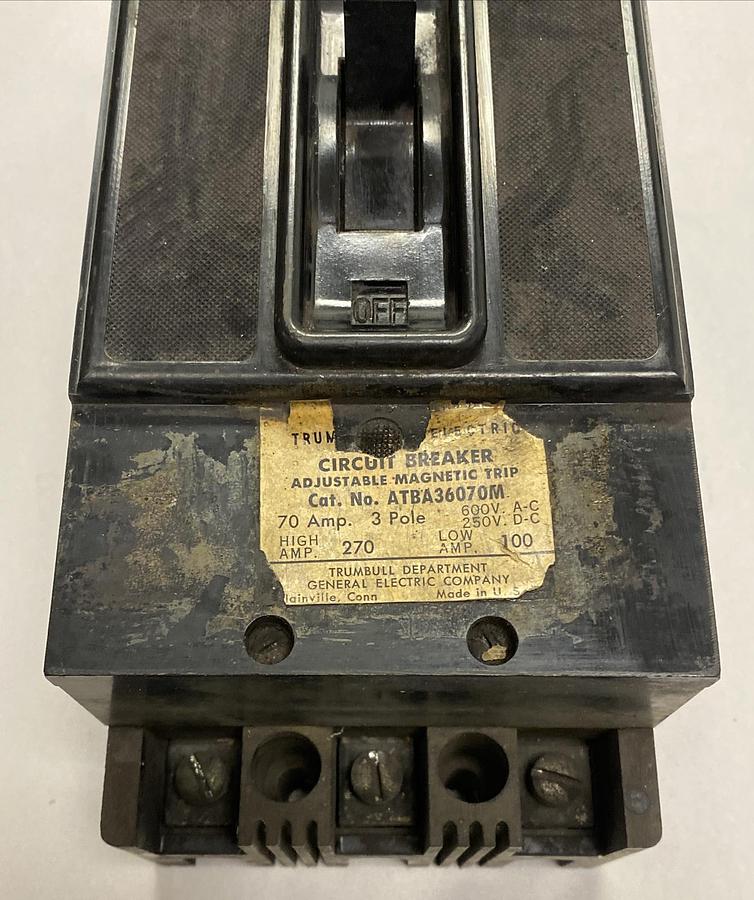 OFF
TRUM ELECTRIC
CIRCUIT BREAKER
ADJUSTABLE MAGNETIC TRIP
Cat. No. ATBA36070M
70 Amp. 3 Pole 600V. A-C
250V. D-C
HIGH AMP. 270 LOW AMP. 100
TRUMBULL DEPARTMENT
GENERAL ELECTRIC COMPANY
lainville, Conn Made in U. S